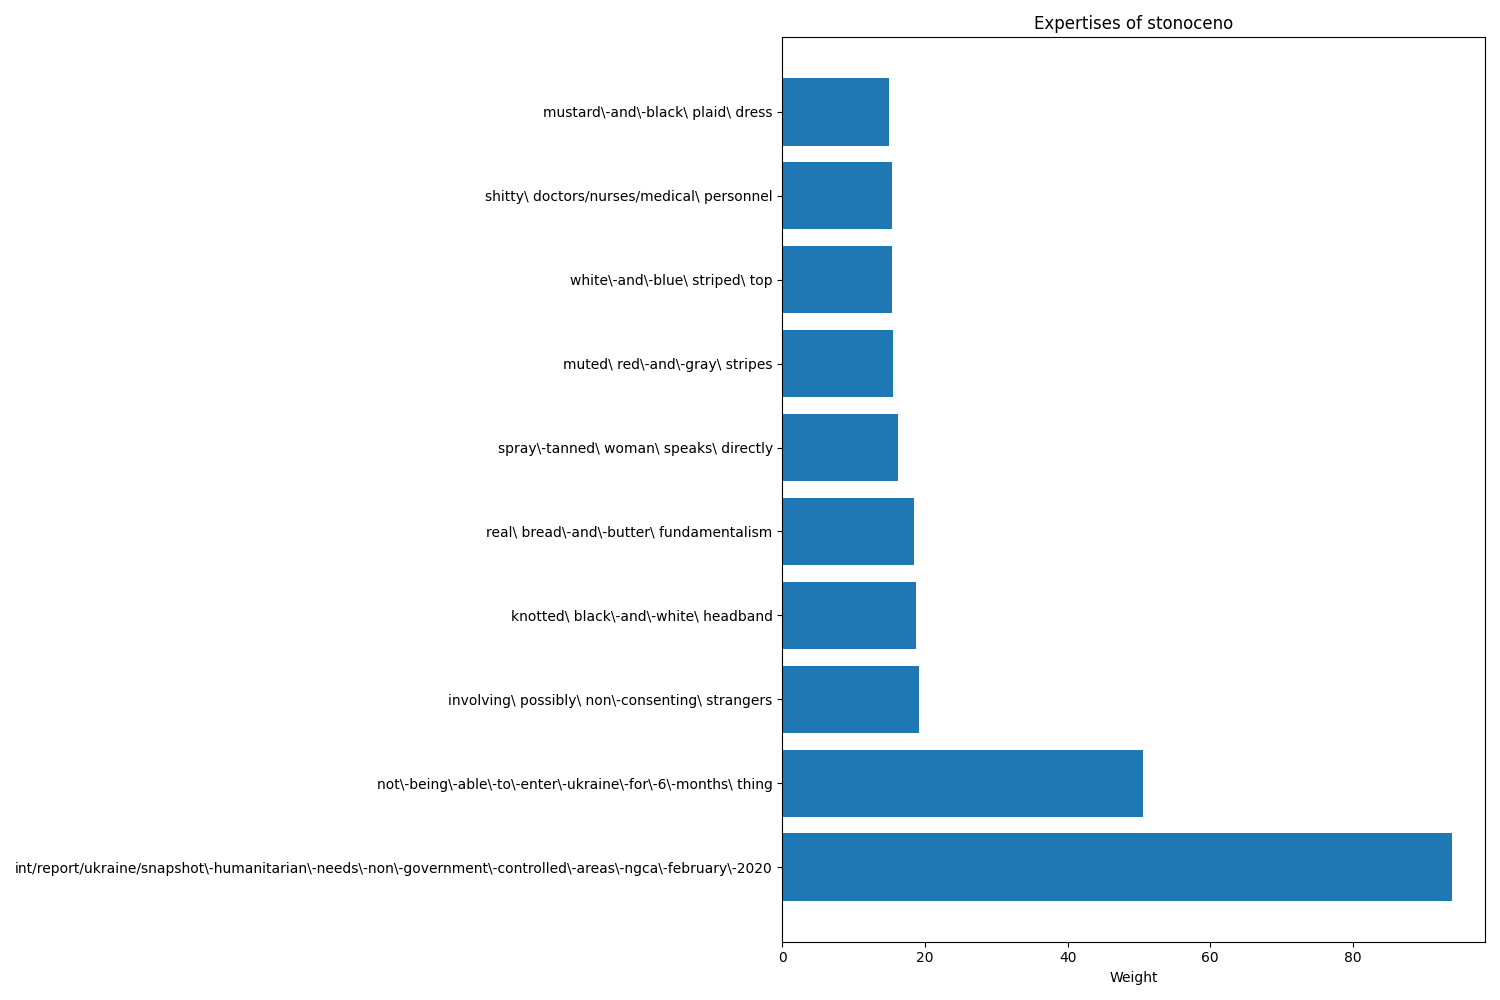 Expertises of stonoceno
mustard\-and\-black\ plaid\ dress
shitty\ doctors/nurses/medical\ personnel
white\-and\-blue\ striped\ top
muted\ red\-and\-gray\ stripes
spray\-tanned\ woman\ speaks\ directly
real\ bread\-and\-butter\ fundamentalism
knotted\ black\-and\-white\ headband
involving\ possibly\ non\-consenting\ strangers
not\-being\-able\-to\-enter\-ukraine\-for\-6\-months\ thing
int/report/ukraine/snapshot\-humanitarian\-needs\-non\-government\-controlled\-areas\-ngca\-february\-2020
0 20 40 60 80
Weight